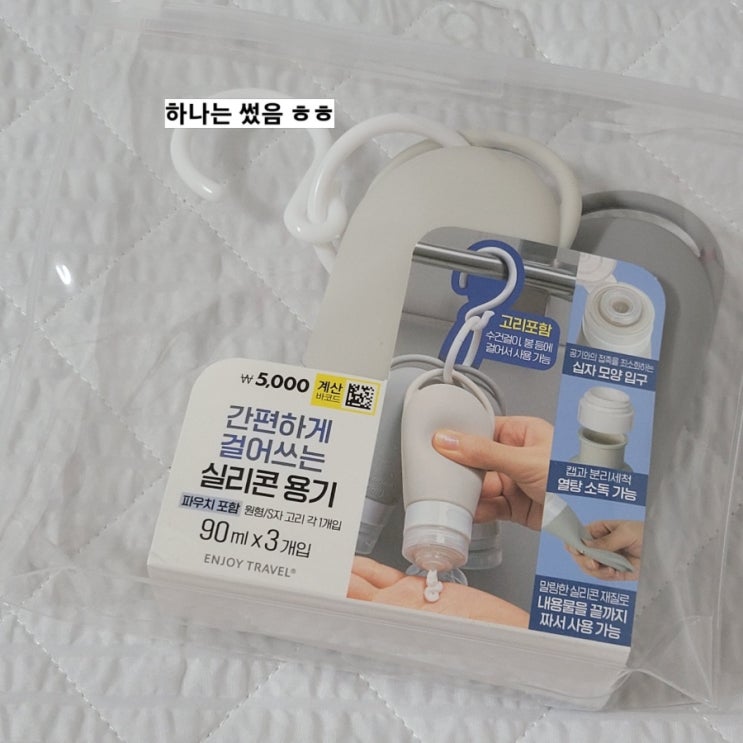 하나는 썼음 ㅎㅎ
₩5,000
계산
바코드
간편하게
걸어쓰는
실리콘 용기
파우치 포함 원형/S자 고리 각 1개입
90ml x 3개입
ENJOY TRAVEL®
고리포함
수건걸이, 봉 등에
걸어서 사용 가능
공기와의 접촉을 최소화하는
십자 모양 입구
캡과 분리세척
열탕 소독 가능
말랑한 실리콘 재질로
내용물을 끝까지
짜서 사용 가능